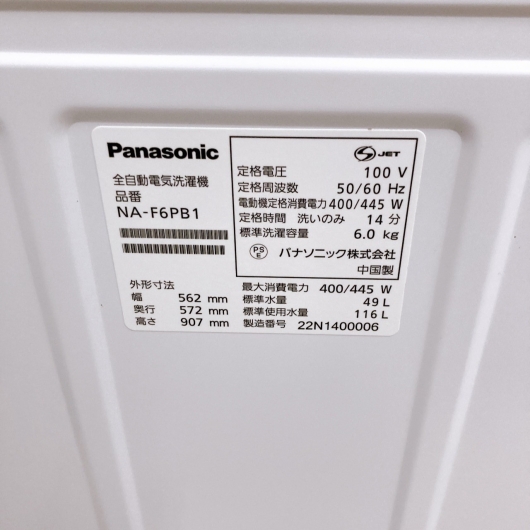 Panasonic
全自動電気洗濯機
品番
NA-F6PB1
外形寸法
幅 562 mm
奥行 572 mm
高さ 907 mm
S JET
定格電圧 100 V
定格周波数 50/60 Hz
電動機定格消費電力 400/445 W
定格時間 洗いのみ 14 分
標準洗濯容量 6.0 kg
PSE パナソニック株式会社
中国製
最大消費電力 400/445 W
標準水量 49 L
標準使用水量 116 L
製造番号 22N1400006